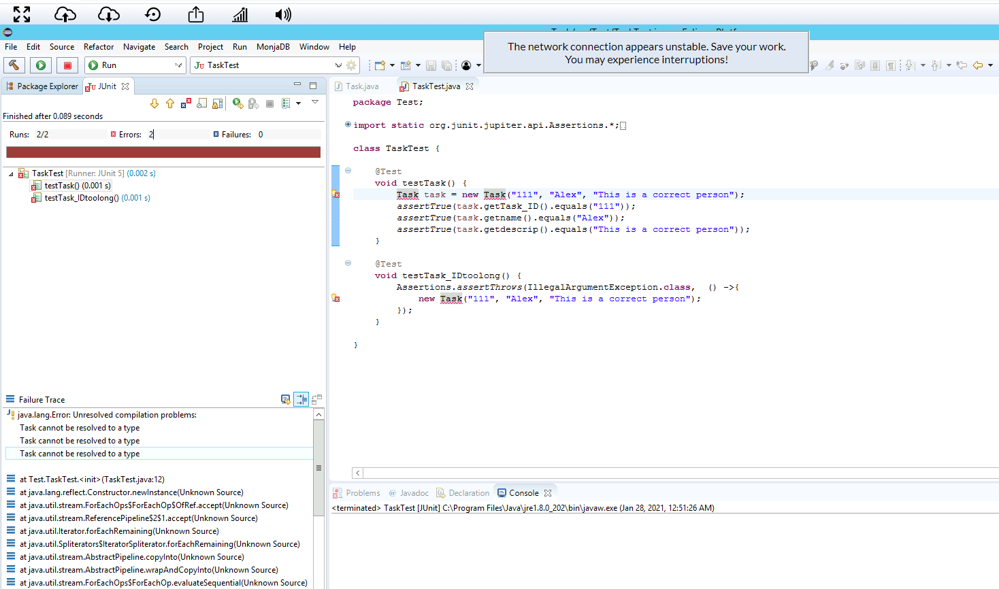 File Edit Source Refactor Navigate Search Project Run MonjaDB Window Help
The network connection appears unstable. Save your work.
You may experience interruptions!
Run
JU TaskTest
Package Explorer
JU JUnit
Finished after 0.089 seconds
Runs: 2/2 Errors: 2 Failures: 0
TaskTest [Runner: JUnit 5] (0.002 s)
testTask() (0.001 s)
testTask_IDtoolong() (0.001 s)
Failure Trace
java.lang.Error: Unresolved compilation problems:
Task cannot be resolved to a type
Task cannot be resolved to a type
Task cannot be resolved to a type
at Test.TaskTest.<init>(TaskTest.java:12)
at java.lang.reflect.Constructor.newInstance(Unknown Source)
at java.util.stream.ForEachOps$ForEachOp$OfRef.accept(Unknown Source)
at java.util.stream.ReferencePipeline$2$1.accept(Unknown Source)
at java.util.Iterator.forEachRemaining(Unknown Source)
at java.util.Spliterators$IteratorSpliterator.forEachRemaining(Unknown Source)
at java.util.stream.AbstractPipeline.copyInto(Unknown Source)
at java.util.stream.AbstractPipeline.wrapAndCopyInto(Unknown Source)
at java.util.stream.ForEachOps$ForEachOp.evaluateSequential(Unknown Source)
Task.java
TaskTest.java
package Test;
import static org.junit.jupiter.api.Assertions.*;
class TaskTest {
@Test
void testTask() {
Task task = new Task("111", "Alex", "This is a correct person");
assertTrue(task.getTask_ID().equals("111"));
assertTrue(task.getname().equals("Alex"));
assertTrue(task.getdescrip().equals("This is a correct person"));
}
@Test
void testTask_IDtoolong() {
Assertions.assertThrows(IllegalArgumentException.class, () ->{
new Task("111", "Alex", "This is a correct person");
});
}
}
Problems @ Javadoc Declaration Console
<terminated> TaskTest [JUnit] C:\Program Files\Java\jre1.8.0_202\bin\javaw.exe (Jan 28, 2021, 12:51:26 AM)